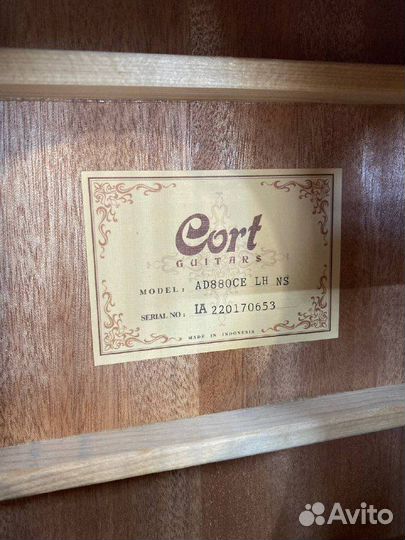 Cort
GUITARS
MODEL: AD880CE LH NS
SERIAL NO: IA 220170653
MADE IN INDONESIA
Avito